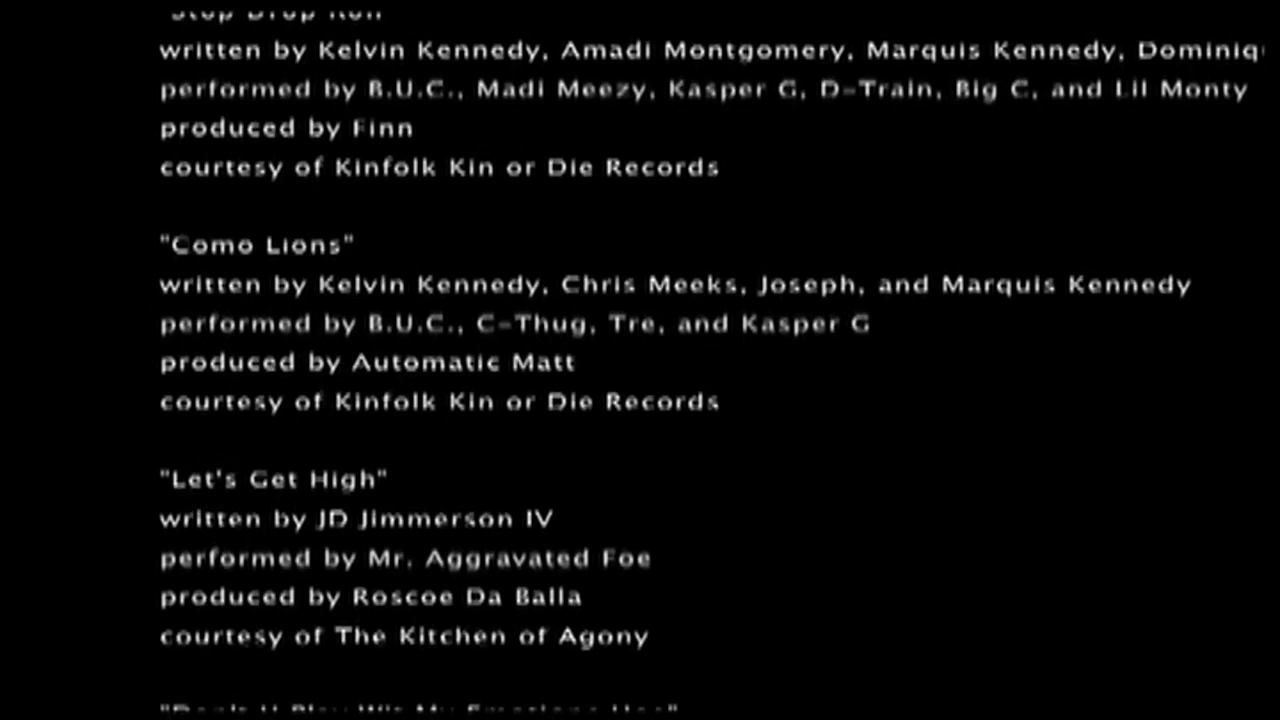 "Stop Drop Roll"
written by Kelvin Kennedy, Amadi Montgomery, Marquis Kennedy,
performed by B.U.C., Madi Meezy, Kasper G, D-Train, Big C, and Lil Monty
produced by Finn
courtesy of Kinfolk Kin or Die Records
"Como Lions"
written by Kelvin Kennedy, Chris Meeks, Joseph, and Marquis Kennedy
performed by B.U.C., C-Thug, Tre, and Kasper G
produced by Automatic Matt
courtesy of Kinfolk Kin or Die Records
"Let's Get High"
written by JD Jimmerson IV
performed by Mr. Aggravated Foe
produced by Roscoe Da Balla
courtesy of The Kitchen of Agony